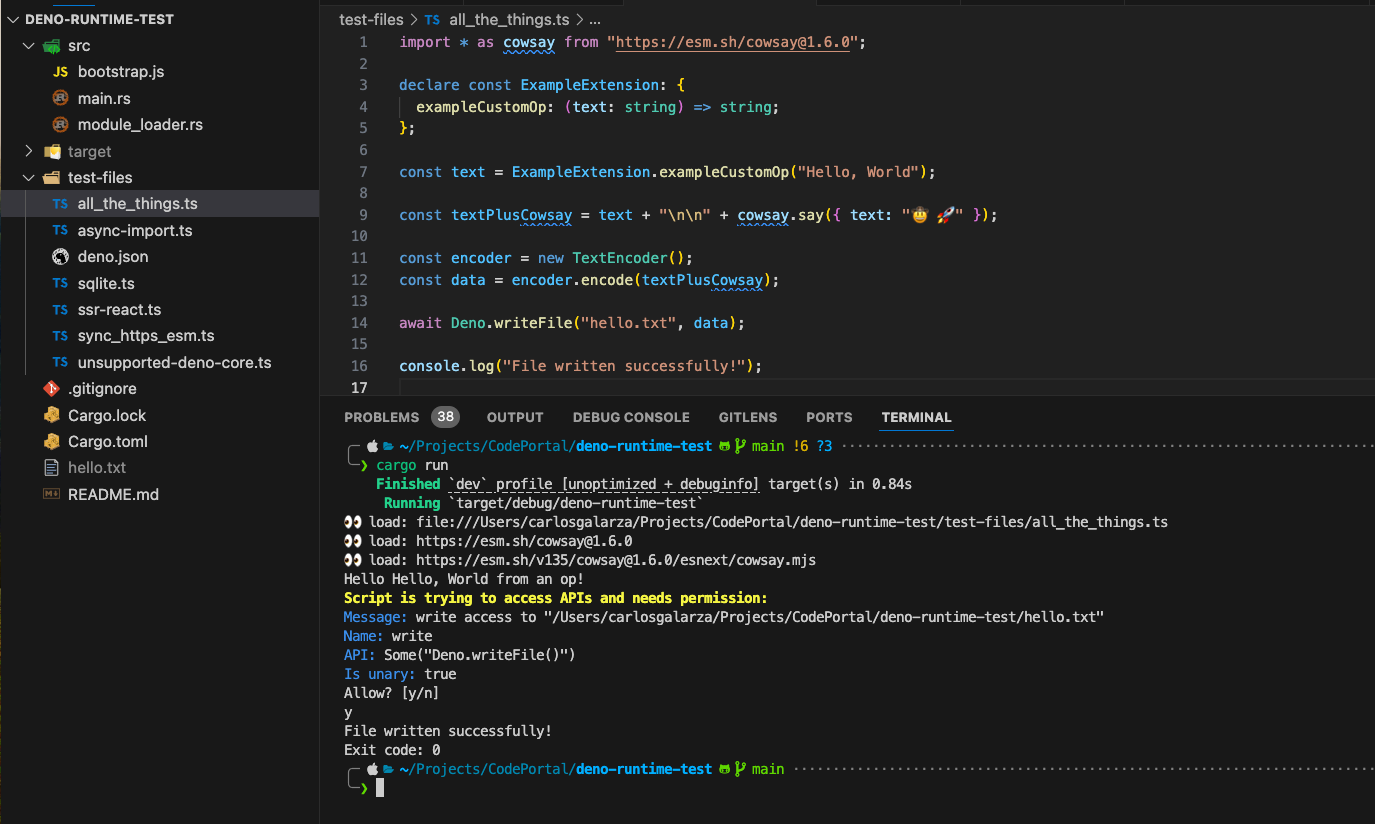 DENO-RUNTIME-TEST
src
JS bootstrap.js
main.rs
module_loader.rs
target
test-files
TS all_the_things.ts
TS async-import.ts
deno.json
TS sqlite.ts
TS ssr-react.ts
TS sync_https_esm.ts
TS unsupported-deno-core.ts
.gitignore
Cargo.lock
Cargo.toml
hello.txt
README.md
test-files > TS all_the_things.ts > ...
1 import * as cowsay from "https://esm.sh/cowsay@1.6.0";
2
3 declare const ExampleExtension: {
4 exampleCustomOp: (text: string) => string;
5 };
6
7 const text = ExampleExtension.exampleCustomOp("Hello, World");
8
9 const textPlusCowsay = text + "\n\n" + cowsay.say({ text: "🤠 🚀" });
10
11 const encoder = new TextEncoder();
12 const data = encoder.encode(textPlusCowsay);
13
14 await Deno.writeFile("hello.txt", data);
15
16 console.log("File written successfully!");
17
PROBLEMS 38 OUTPUT DEBUG CONSOLE GITLENS PORTS TERMINAL
~/Projects/CodePortal/deno-runtime-test main !6 ?3
❯ cargo run
Finished `dev` profile [unoptimized + debuginfo] target(s) in 0.84s
Running `target/debug/deno-runtime-test`
👀 load: file:///Users/carlosgalarza/Projects/CodePortal/deno-runtime-test/test-files/all_the_things.ts
👀 load: https://esm.sh/cowsay@1.6.0
👀 load: https://esm.sh/v135/cowsay@1.6.0/esnext/cowsay.mjs
Hello Hello, World from an op!
Script is trying to access APIs and needs permission:
Message: write access to "/Users/carlosgalarza/Projects/CodePortal/deno-runtime-test/hello.txt"
Name: write
API: Some("Deno.writeFile()")
Is unary: true
Allow? [y/n]
y
File written successfully!
Exit code: 0
~/Projects/CodePortal/deno-runtime-test main
❯